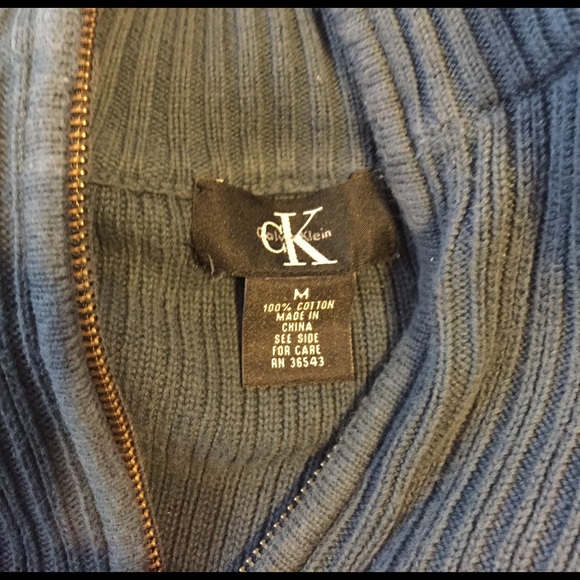 cK
Calvin Klein
M
100% COTTON
MADE IN
CHINA
SEE SIDE
FOR CARE
RN 36543